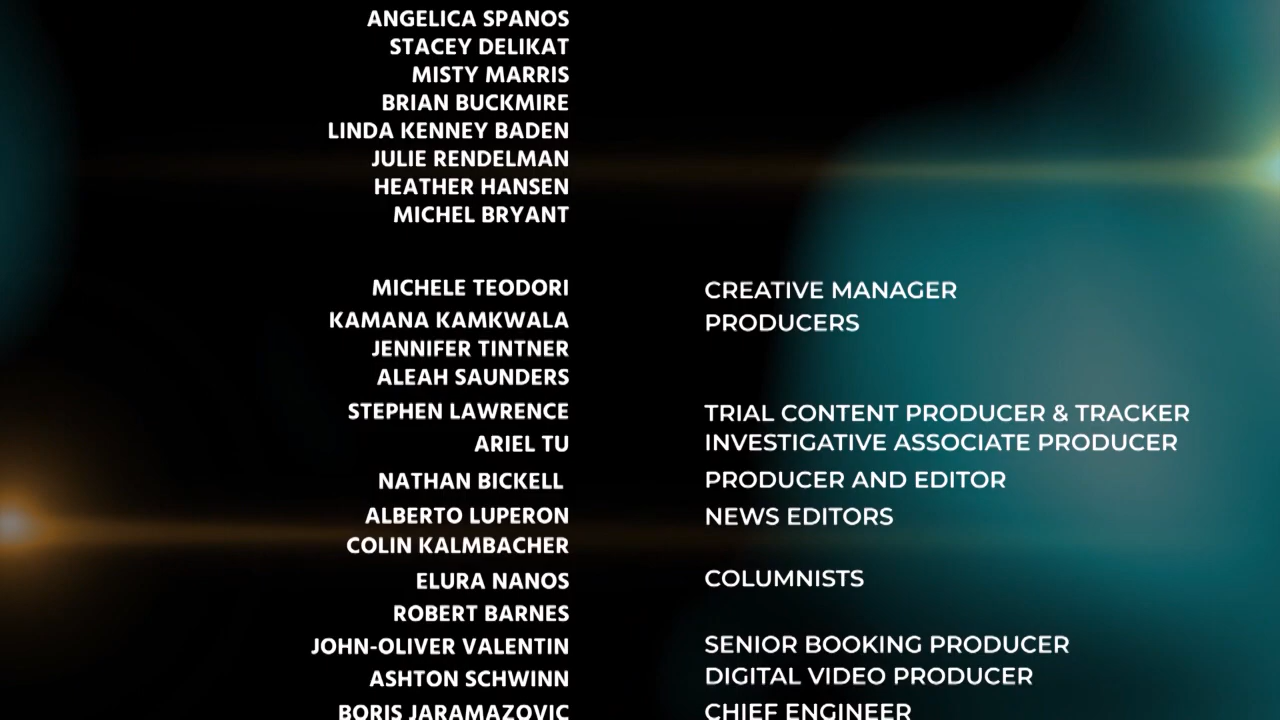 ANGELICA SPANOS
STACEY DELIKAT
MISTY MARRIS
BRIAN BUCKMIRE
LINDA KENNEY BADEN
JULIE RENDELMAN
HEATHER HANSEN
MICHEL BRYANT
MICHELE TEODORI CREATIVE MANAGER
KAMANA KAMKWALA PRODUCERS
JENNIFER TINTNER
ALEAH SAUNDERS
STEPHEN LAWRENCE TRIAL CONTENT PRODUCER & TRACKER
ARIEL TU INVESTIGATIVE ASSOCIATE PRODUCER
NATHAN BICKELL PRODUCER AND EDITOR
ALBERTO LUPERON NEWS EDITORS
COLIN KALMBACHER
ELURA NANOS COLUMNISTS
ROBERT BARNES
JOHN-OLIVER VALENTIN SENIOR BOOKING PRODUCER
ASHTON SCHWINN DIGITAL VIDEO PRODUCER
BORIS JARAMAZOVIC CHIEF ENGINEER